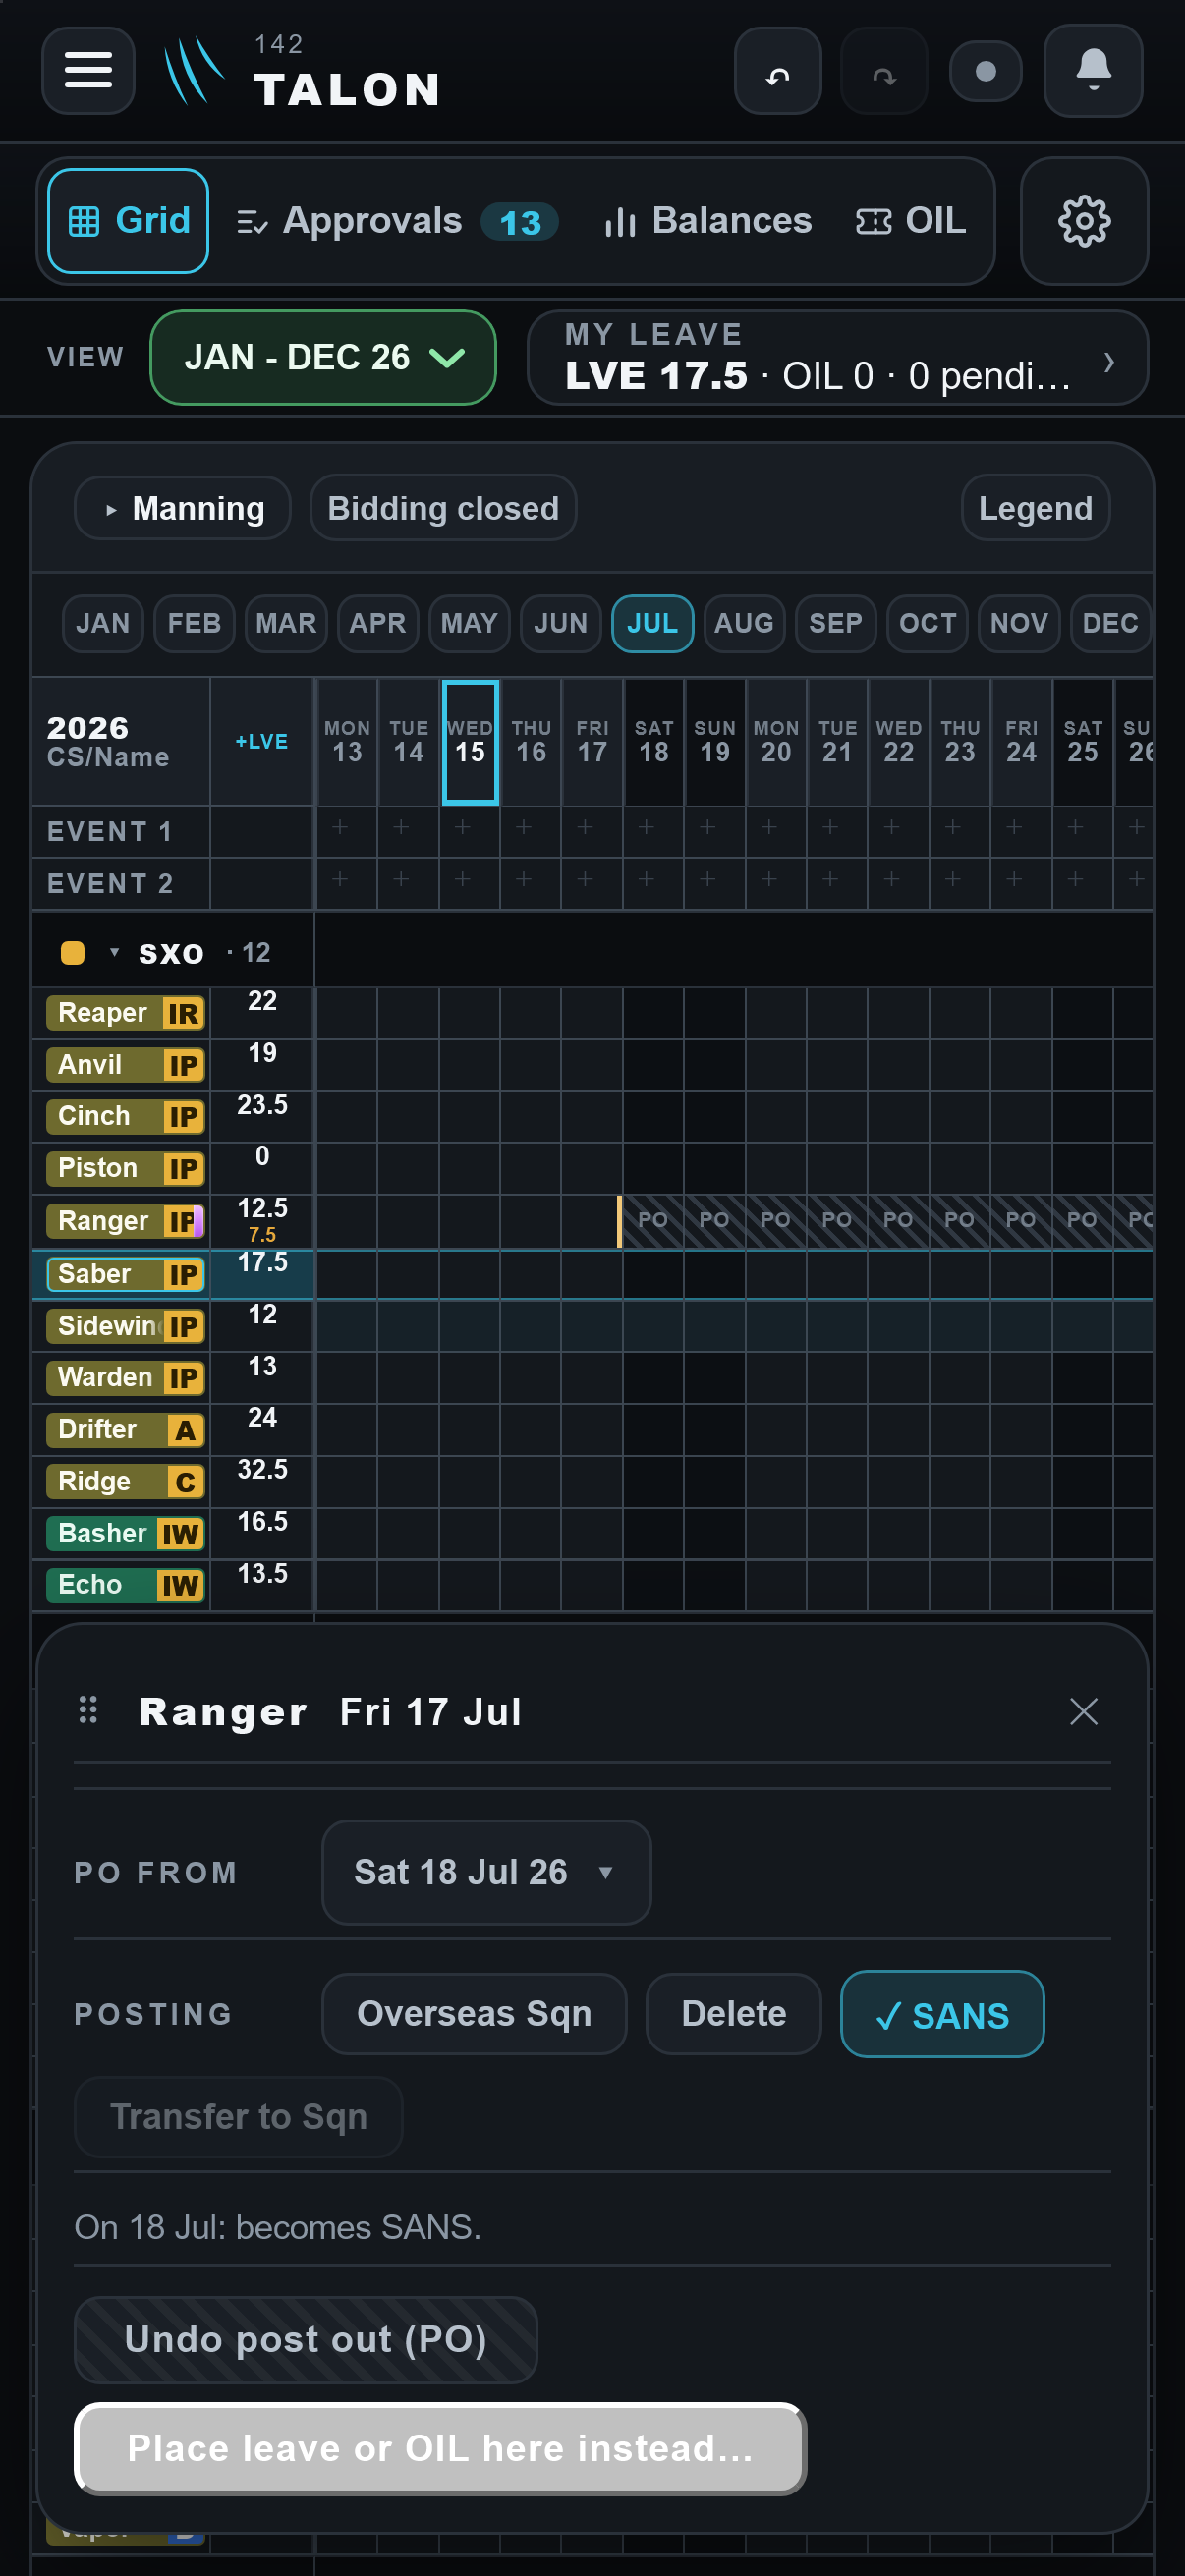 142
TALON
Grid Approvals 13 Balances OIL
VIEW JAN - DEC 26
MY LEAVE
LVE 17.5 · OIL 0 · 0 pendi...
Manning Bidding closed Legend
JAN FEB MAR APR MAY JUN JUL AUG SEP OCT NOV DEC
2026
CS/Name
+LVE
MON 13 TUE 14 WED 15 THU 16 FRI 17 SAT 18 SUN 19 MON 20 TUE 21 WED 22 THU 23 FRI 24 SAT 25 SU 26
EVENT 1 + + + + + + + + + + + + + +
EVENT 2 + + + + + + + + + + + + + +
SXO · 12
Reaper IR 22
Anvil IP 19
Cinch IP 23.5
Piston IP 0
Ranger IP 12.5
7.5
PO PO PO PO PO PO PO PO PO
Saber IP 17.5
Sidewin IP 12
Warden IP 13
Drifter A 24
Ridge C 32.5
Basher IW 16.5
Echo IW 13.5
Ranger Fri 17 Jul
PO FROM Sat 18 Jul 26
POSTING Overseas Sqn Delete ✓ SANS
Transfer to Sqn
On 18 Jul: becomes SANS.
Undo post out (PO)
Place leave or OIL here instead...